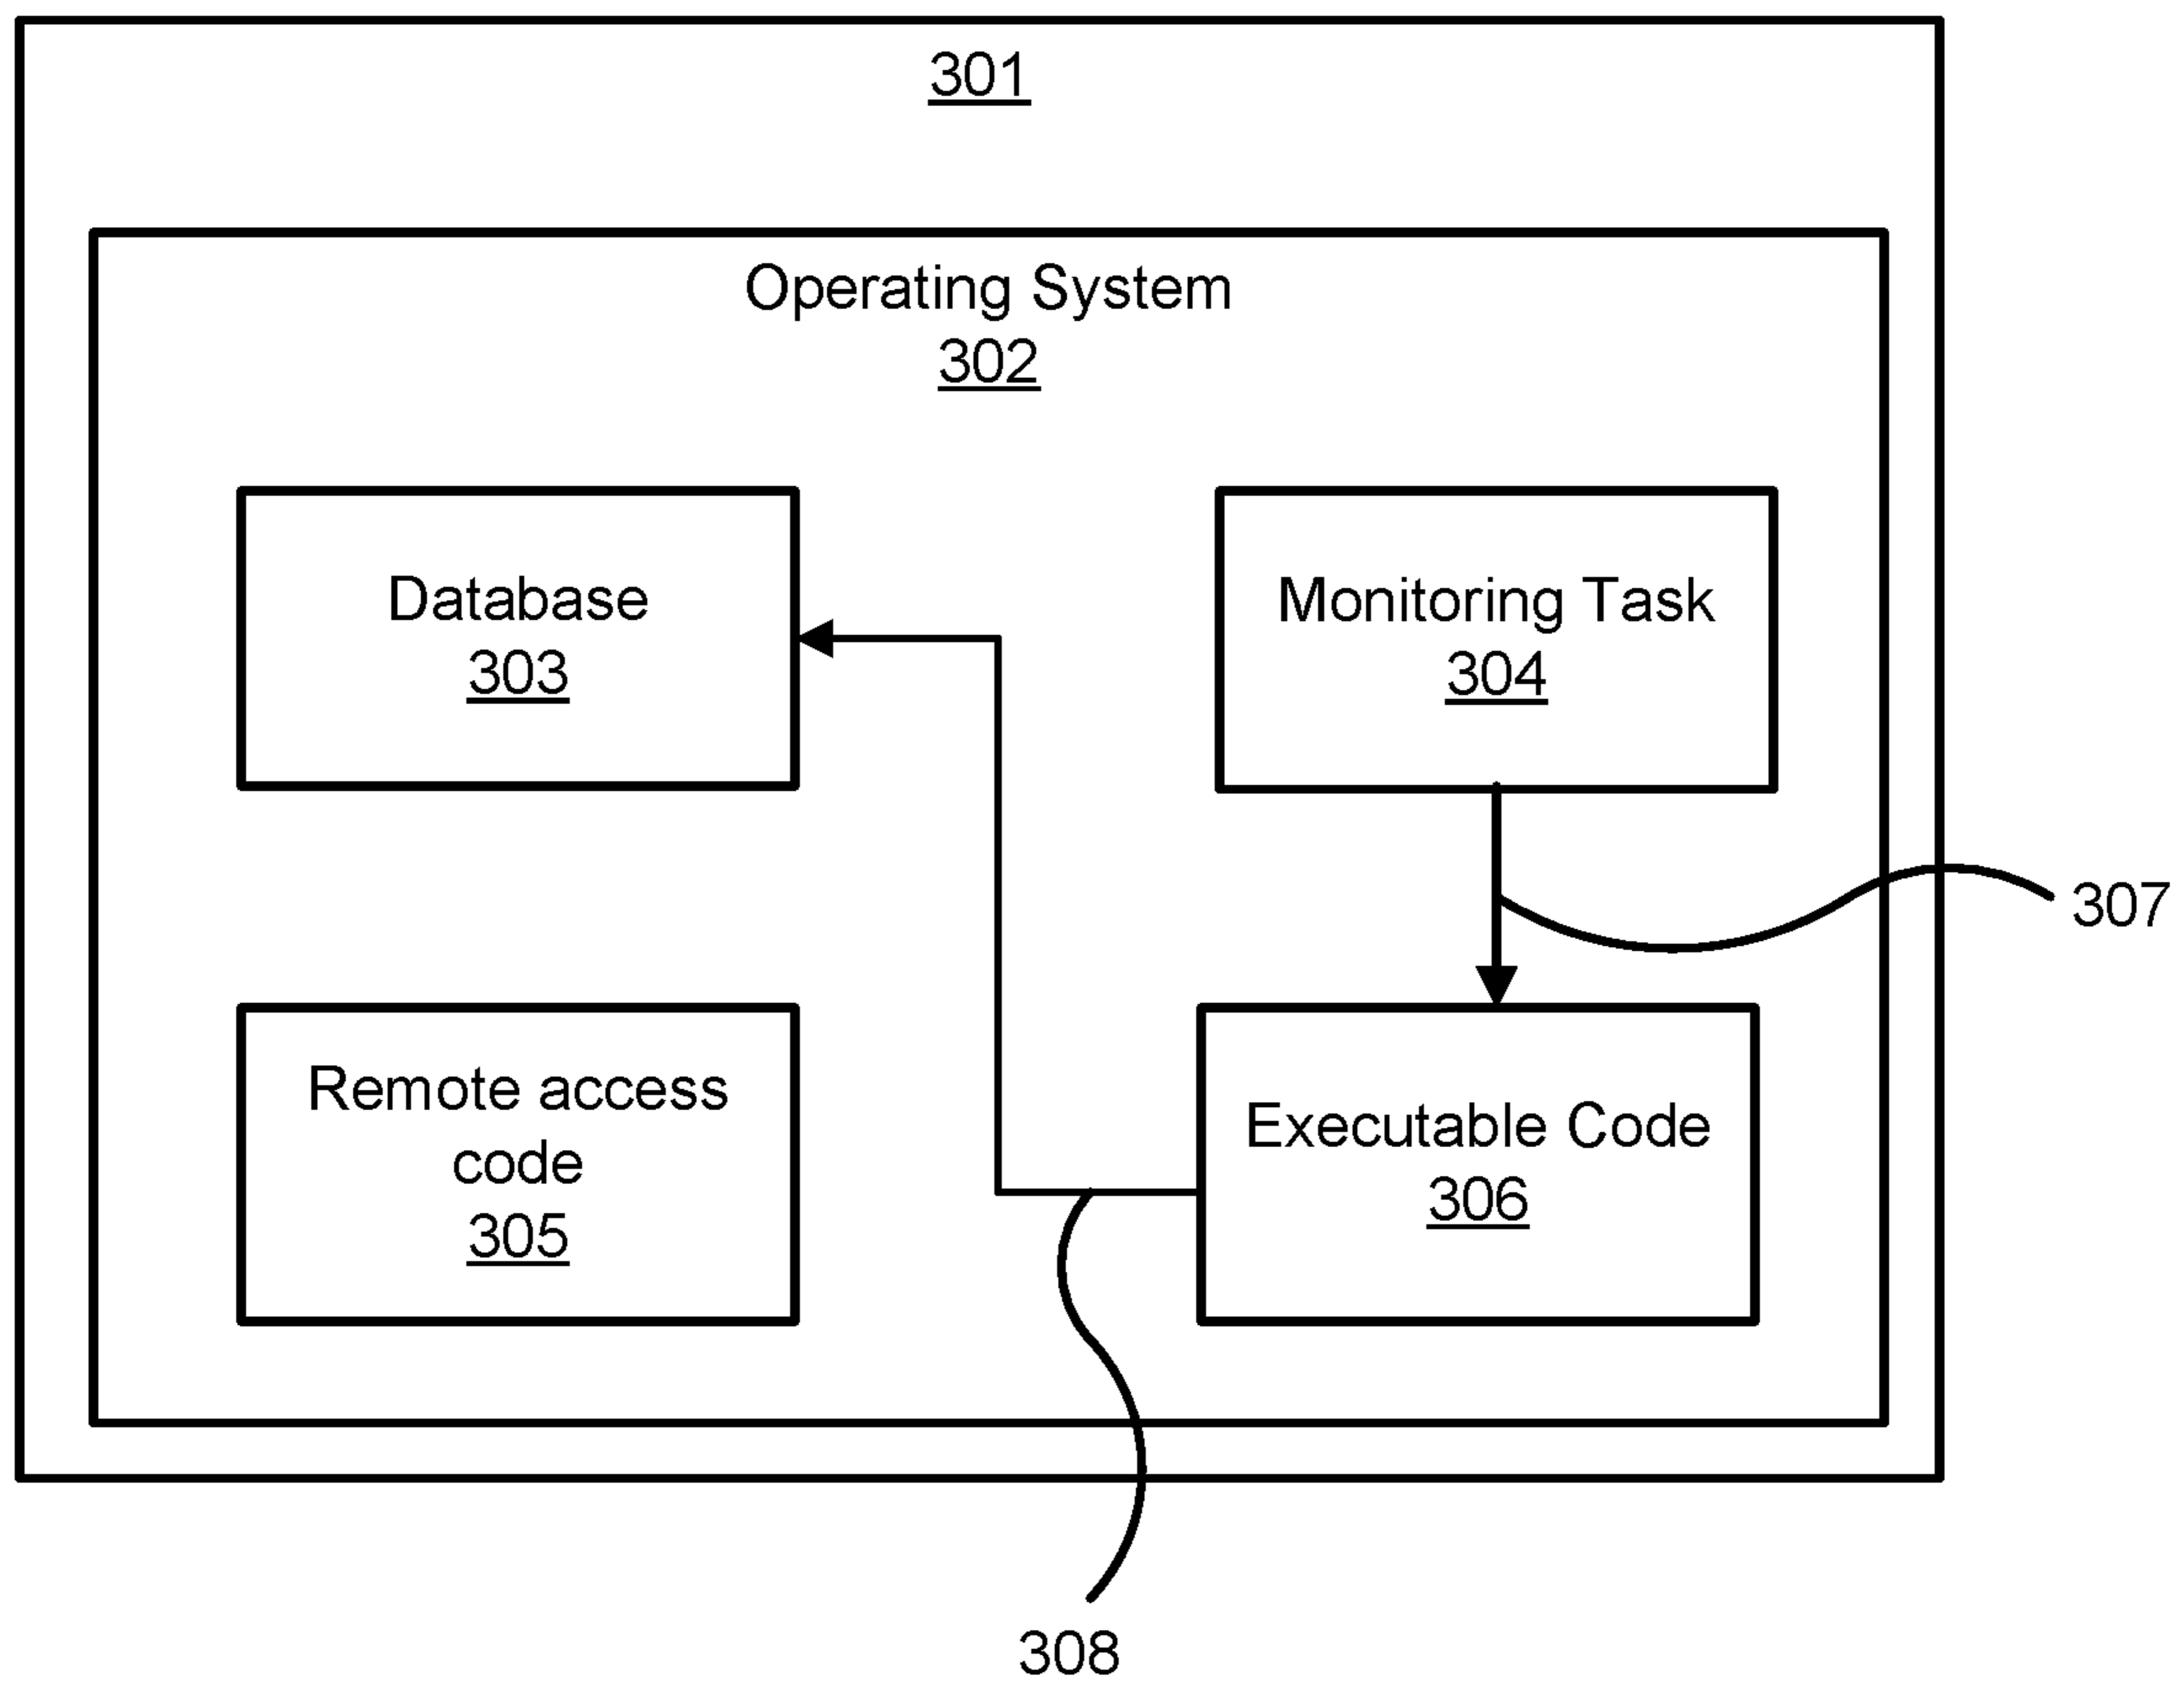 301
Operating System
302
Database
303
Monitoring Task
304
307
Remote access
code
305
Executable Code
306
308